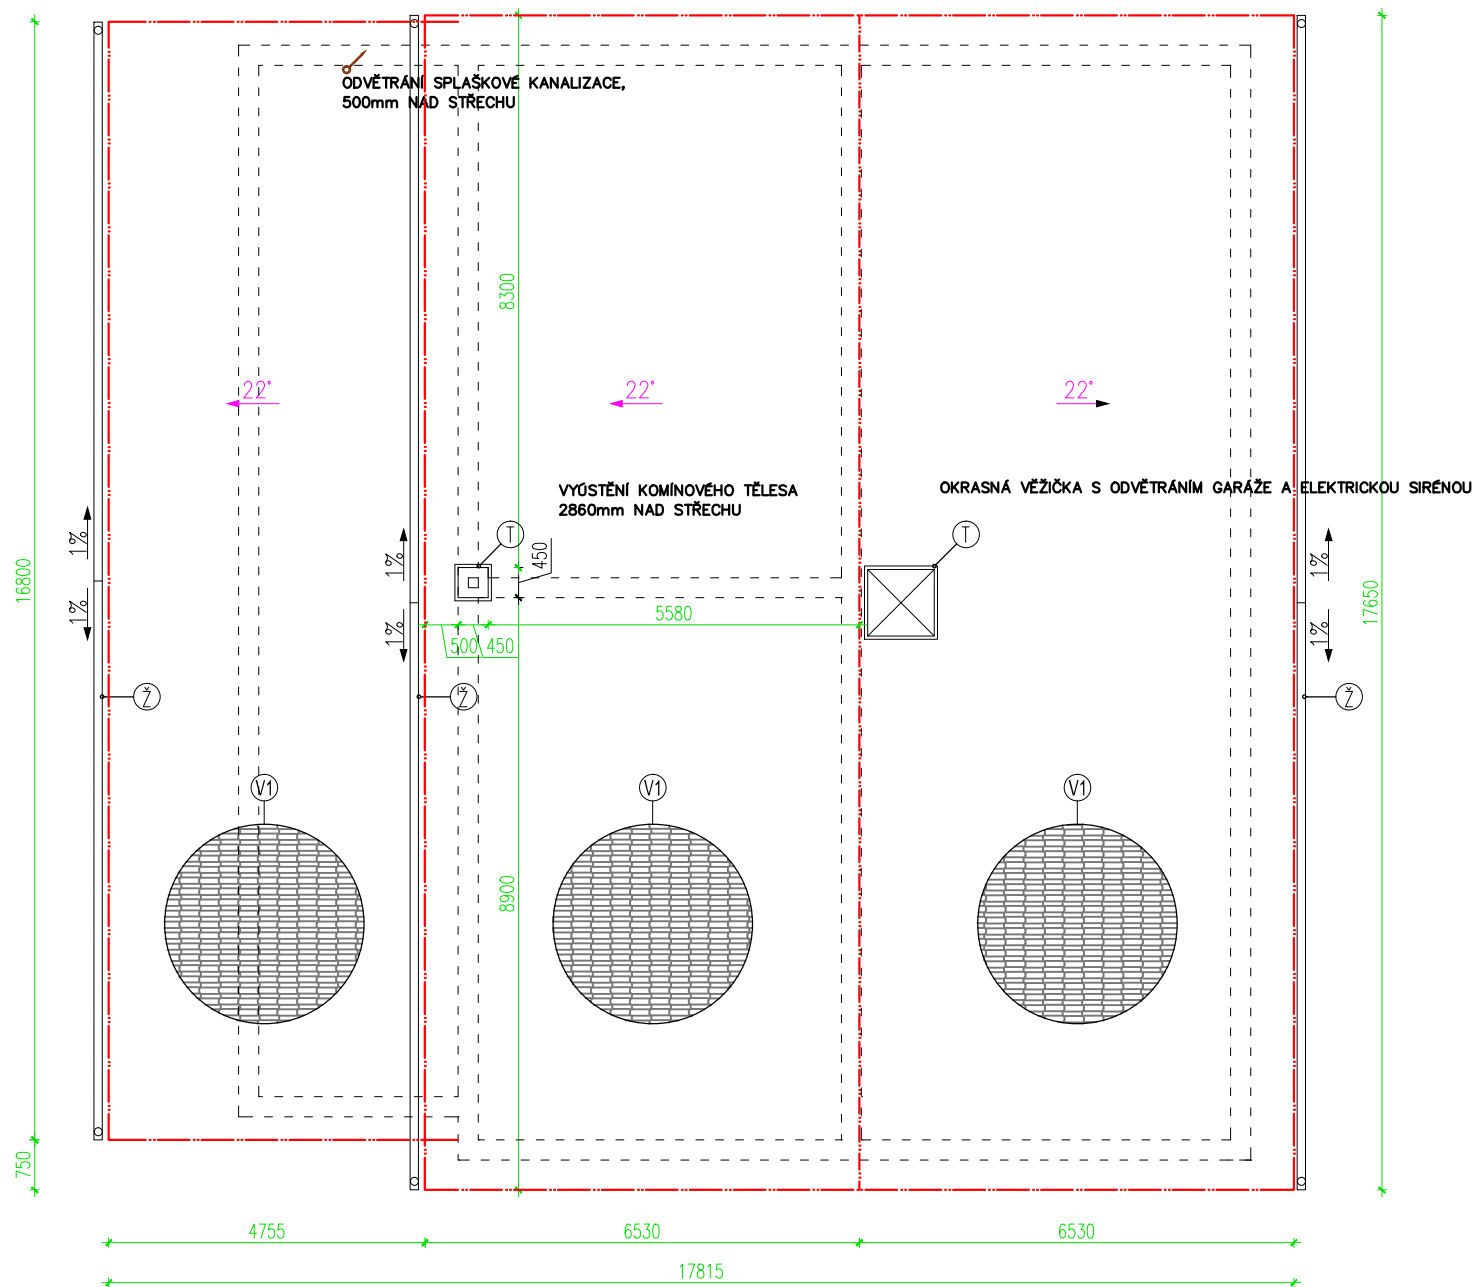 ODVĚTRÁNÍ SPLAŠKOVÉ KANALIZACE,
500mm NAD STŘECHU
8300
22°
22°
22°
VYÚSTĚNÍ KOMÍNOVÉHO TĚLESA
2860mm NAD STŘECHU
OKRASNÁ VĚŽIČKA S ODVĚTRÁNÍM GARÁŽE A ELEKTRICKOU SIRÉNOU
T
T
450
1%
1%
1%
16800
17650
1%
1%
1%
5580
500
450
Ž
Ž
Ž
V1
V1
V1
8900
750
4755
6530
6530
17815